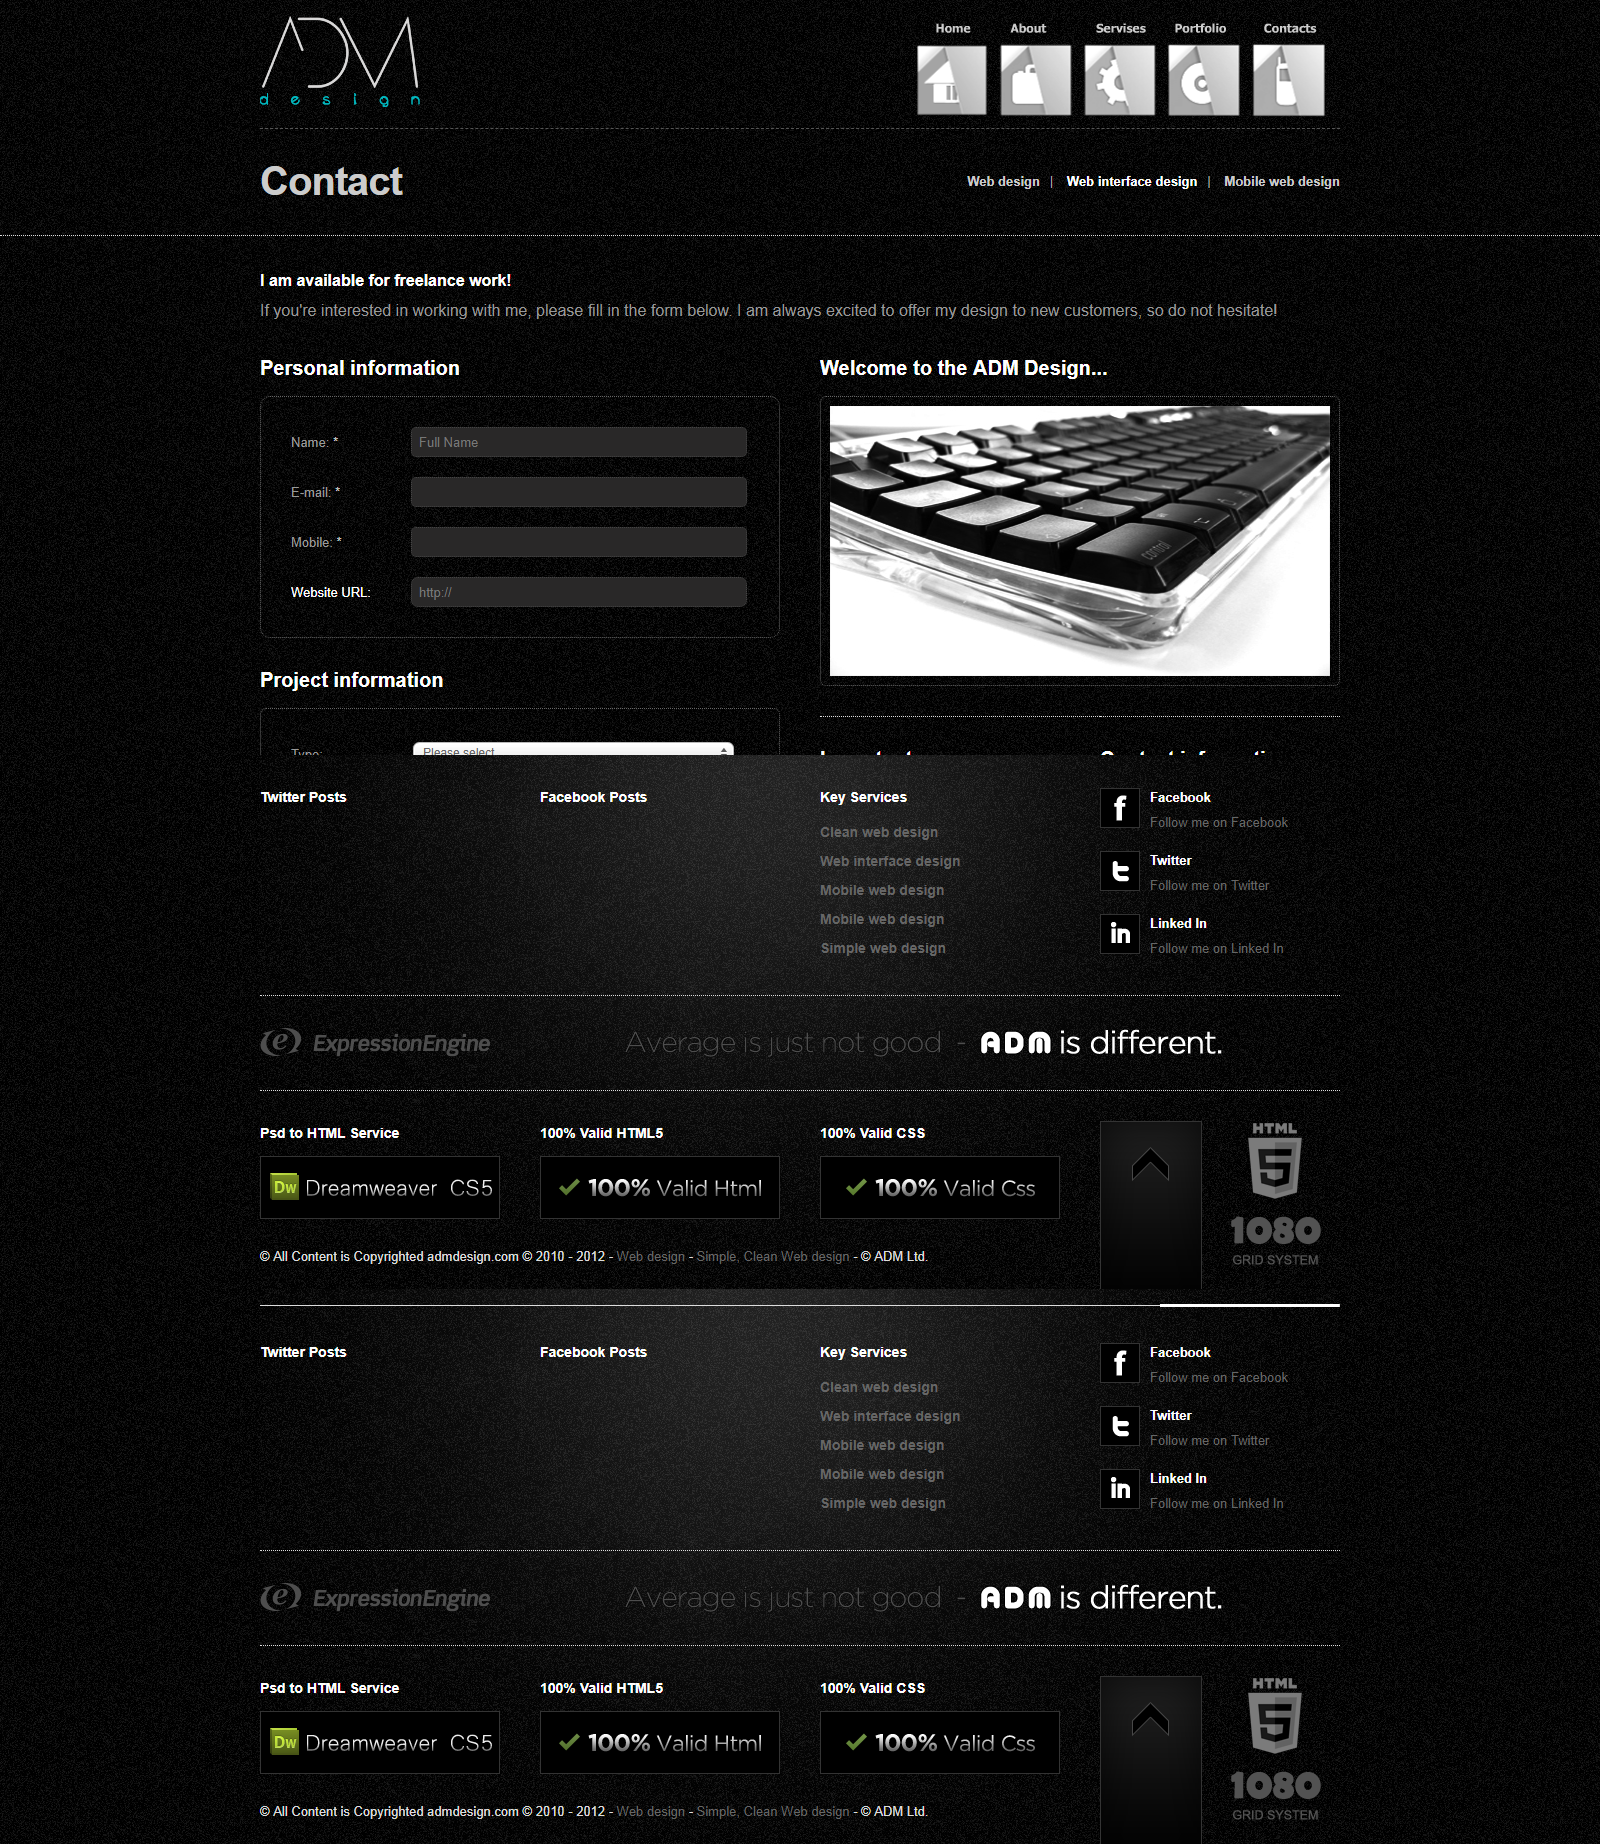 ADM
design
Home About Servises Portfolio Contacts
Contact
Web design | Web interface design | Mobile web design
I am available for freelance work!
If you're interested in working with me, please fill in the form below. I am always excited to offer my design to new customers, so do not hesitate!
Personal information
Name: * Full Name
E-mail: *
Mobile: *
Website URL: http://
Welcome to the ADM Design...
control
Project information
Type: Please select
Contact information
Twitter Posts
Facebook Posts
Key Services
Clean web design
Web interface design
Mobile web design
Mobile web design
Simple web design
f Facebook
Follow me on Facebook
t Twitter
Follow me on Twitter
in Linked In
Follow me on Linked In
e ExpressionEngine
Average is just not good - ADM is different.
Psd to HTML Service
Dw Dreamweaver CS5
100% Valid HTML5
100% Valid Html
100% Valid CSS
100% Valid Css
HTML
5
1080
GRID SYSTEM
© All Content is Copyrighted admdesign.com © 2010 - 2012 - Web design - Simple, Clean Web design - © ADM Ltd.
Twitter Posts
Facebook Posts
Key Services
Clean web design
Web interface design
Mobile web design
Mobile web design
Simple web design
f Facebook
Follow me on Facebook
t Twitter
Follow me on Twitter
in Linked In
Follow me on Linked In
e ExpressionEngine
Average is just not good - ADM is different.
Psd to HTML Service
Dw Dreamweaver CS5
100% Valid HTML5
100% Valid Html
100% Valid CSS
100% Valid Css
HTML
5
1080
GRID SYSTEM
© All Content is Copyrighted admdesign.com © 2010 - 2012 - Web design - Simple, Clean Web design - © ADM Ltd.